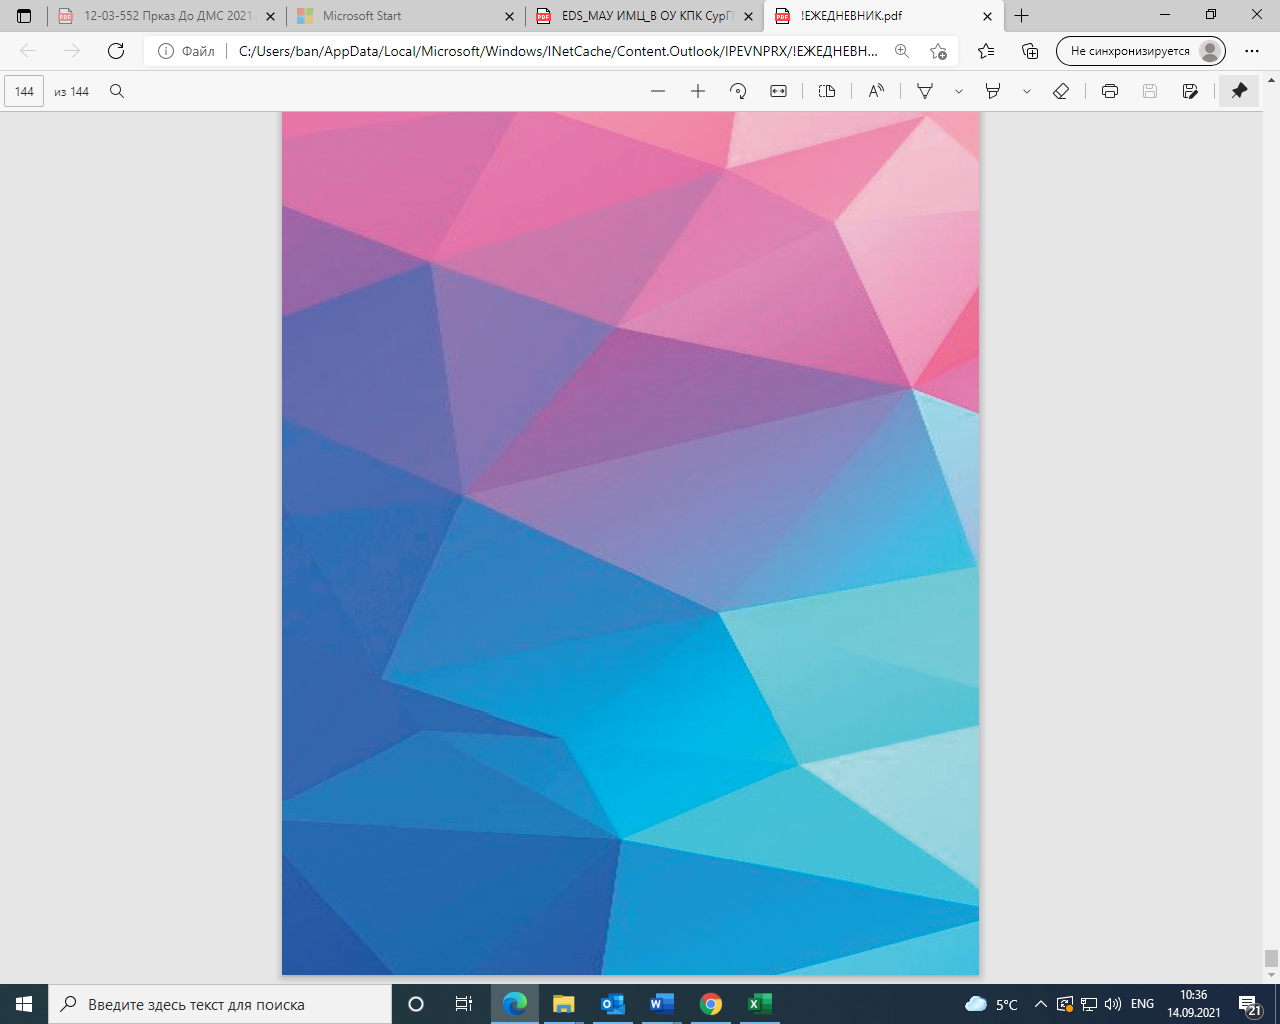 12-03-552 Прказ До ДМС 2021.
Microsoft Start
EDS_МАУ ИМЦ_В ОУ КПК СурГ
!ЕЖЕДНЕВНИК.pdf
Файл
C:/Users/ban/AppData/Local/Microsoft/Windows/INetCache/Content.Outlook/IPEVNPRX/!ЕЖЕДНЕВН...
Не синхронизируется
144 из 144
Введите здесь текст для поиска
5°C
ENG
10:36
14.09.2021
21